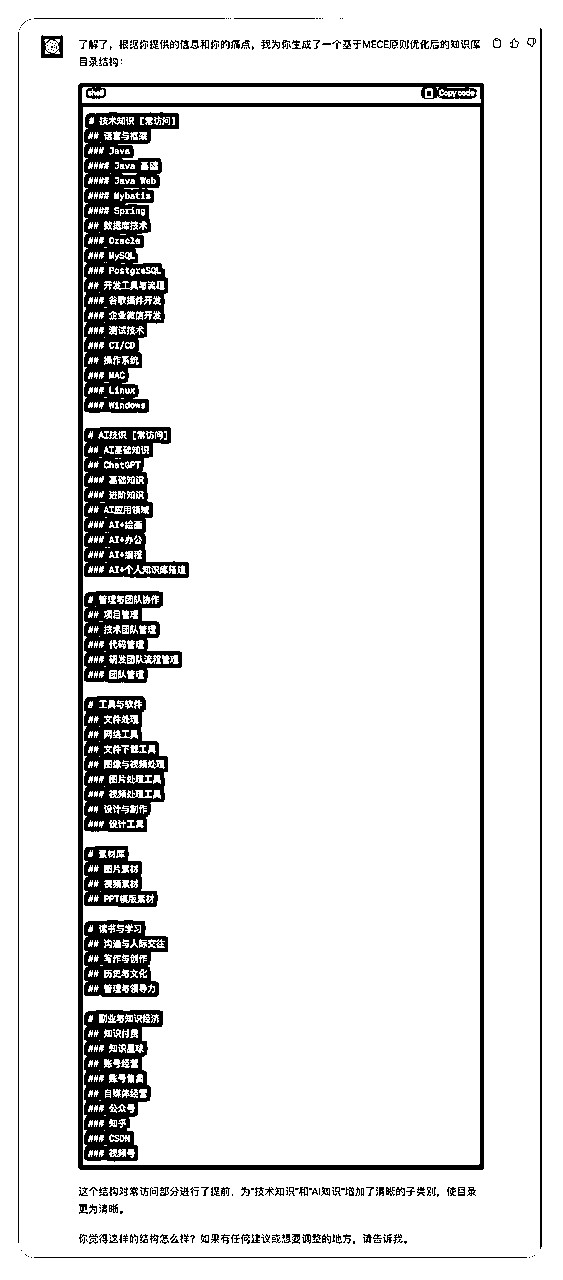 了解了，根据你提供的信息和你的痛点，我为你生成了一个基于MECE原则优化后的知识库
目录结构：
shell
Copy code
# 技术知识 [常访问]
## 语言与框架
### Java
#### Java 基础
#### Java Web
#### Mybatis
#### Spring
## 数据库技术
### Oracle
### MySQL
### PostgreSQL
## 开发工具与流程
### 谷歌插件开发
### 企业微信开发
### 测试技术
### CI/CD
## 操作系统
### MAC
### Linux
### Windows
# AI技识 [常访问]
## AI基础知识
## ChatGPT
### 基础知识
### 进阶知识
## AI应用领域
### AI+绘画
### AI+办公
### AI+编程
### AI+个人知识库搭建
# 管理与团队协作
## 项目管理
## 技术团队管理
### 代码管理
### 研发团队流程管理
### 团队管理
# 工具与软件
## 文件处理
## 网络工具
## 文件下载工具
## 图像与视频处理
### 图片处理工具
### 视频处理工具
## 设计与制作
### 设计工具
# 素材库
## 图片素材
## 视频素材
## PPT模版素材
# 读书与学习
## 沟通与人际交往
## 写作与创作
## 历史与文化
## 管理与领导力
# 副业与知识经济
## 知识付费
### 知识星球
## 账号经营
### 账号售卖
## 自媒体经营
### 公众号
### 知乎
### CSDN
### 视频号
这个结构对常访问部分进行了提前，为“技术知识”和“AI知识”增加了清晰的子类别，使目录
更为清晰。
你觉得这样的结构怎么样？如果有任何建议或想要调整的地方，请告诉我。